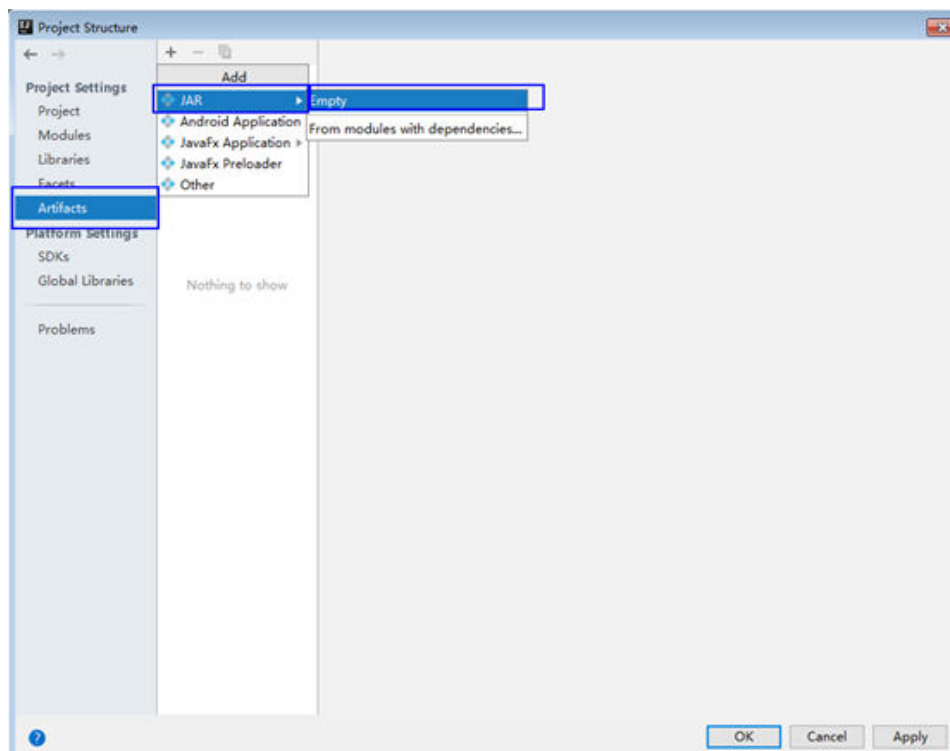 Project Structure
Add
Project Settings
Project
Modules
Libraries
Facets
Artifacts
Platform Settings
SDKs
Global Libraries
Problems
JAR
Empty
Android Application
From modules with dependencies...
JavaFx Application
JavaFx Preloader
Other
Nothing to show
OK
Cancel
Apply